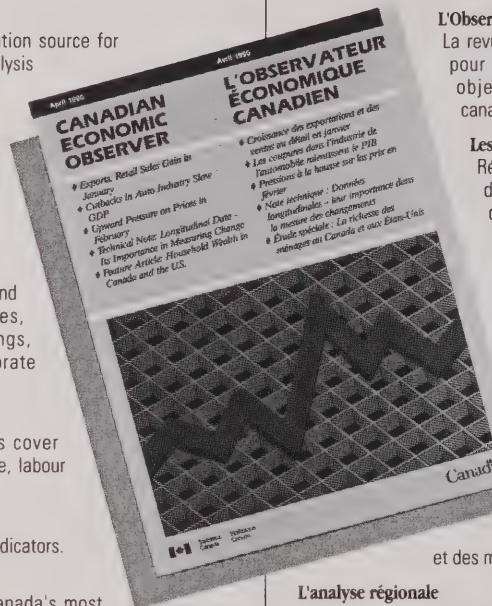 tion source for
lysis
nd
es,
ngs,
orate
s cover
e, labour
dicators.
anada's most
April 1990
CANADIAN
ECONOMIC
OBSERVER
♦ Exports, Retail Sales Gain in
January
♦ Cutbacks in Auto Industry Slow
GDP
♦ Upward Pressure on Prices in
February
♦ Technical Note: Longitudinal Data -
Its Importance in Measuring Change
♦ Feature Article: Household Wealth in
Canada and the U.S.
Avril 1990
L'OBSERVATEUR
ÉCONOMIQUE
CANADIEN
♦ Croissance des exportations et des
ventes au détail en janvier
♦ Les coupures dans l'industrie de
l'automobile ralentissent le PIB
♦ Pressions à la hausse sur les prix en
février
♦ Note technique : Données
longitudinales - leur importance dans
la mesure des changements
♦ Étude spéciale : La richesse des
ménages au Canada et aux États-Unis
Statistics
Canada
Statistique
Canada
Canad
L'Obser
La revu
pour
obje
cana
Les
Ré
d
c
et des m
L'analyse régionale